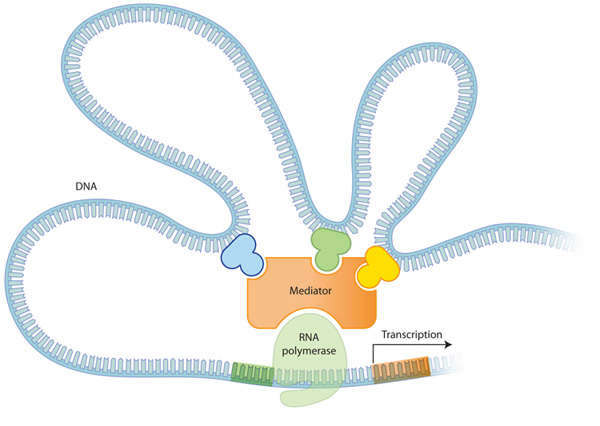 DNA
Mediator
RNA
polymerase
Transcription